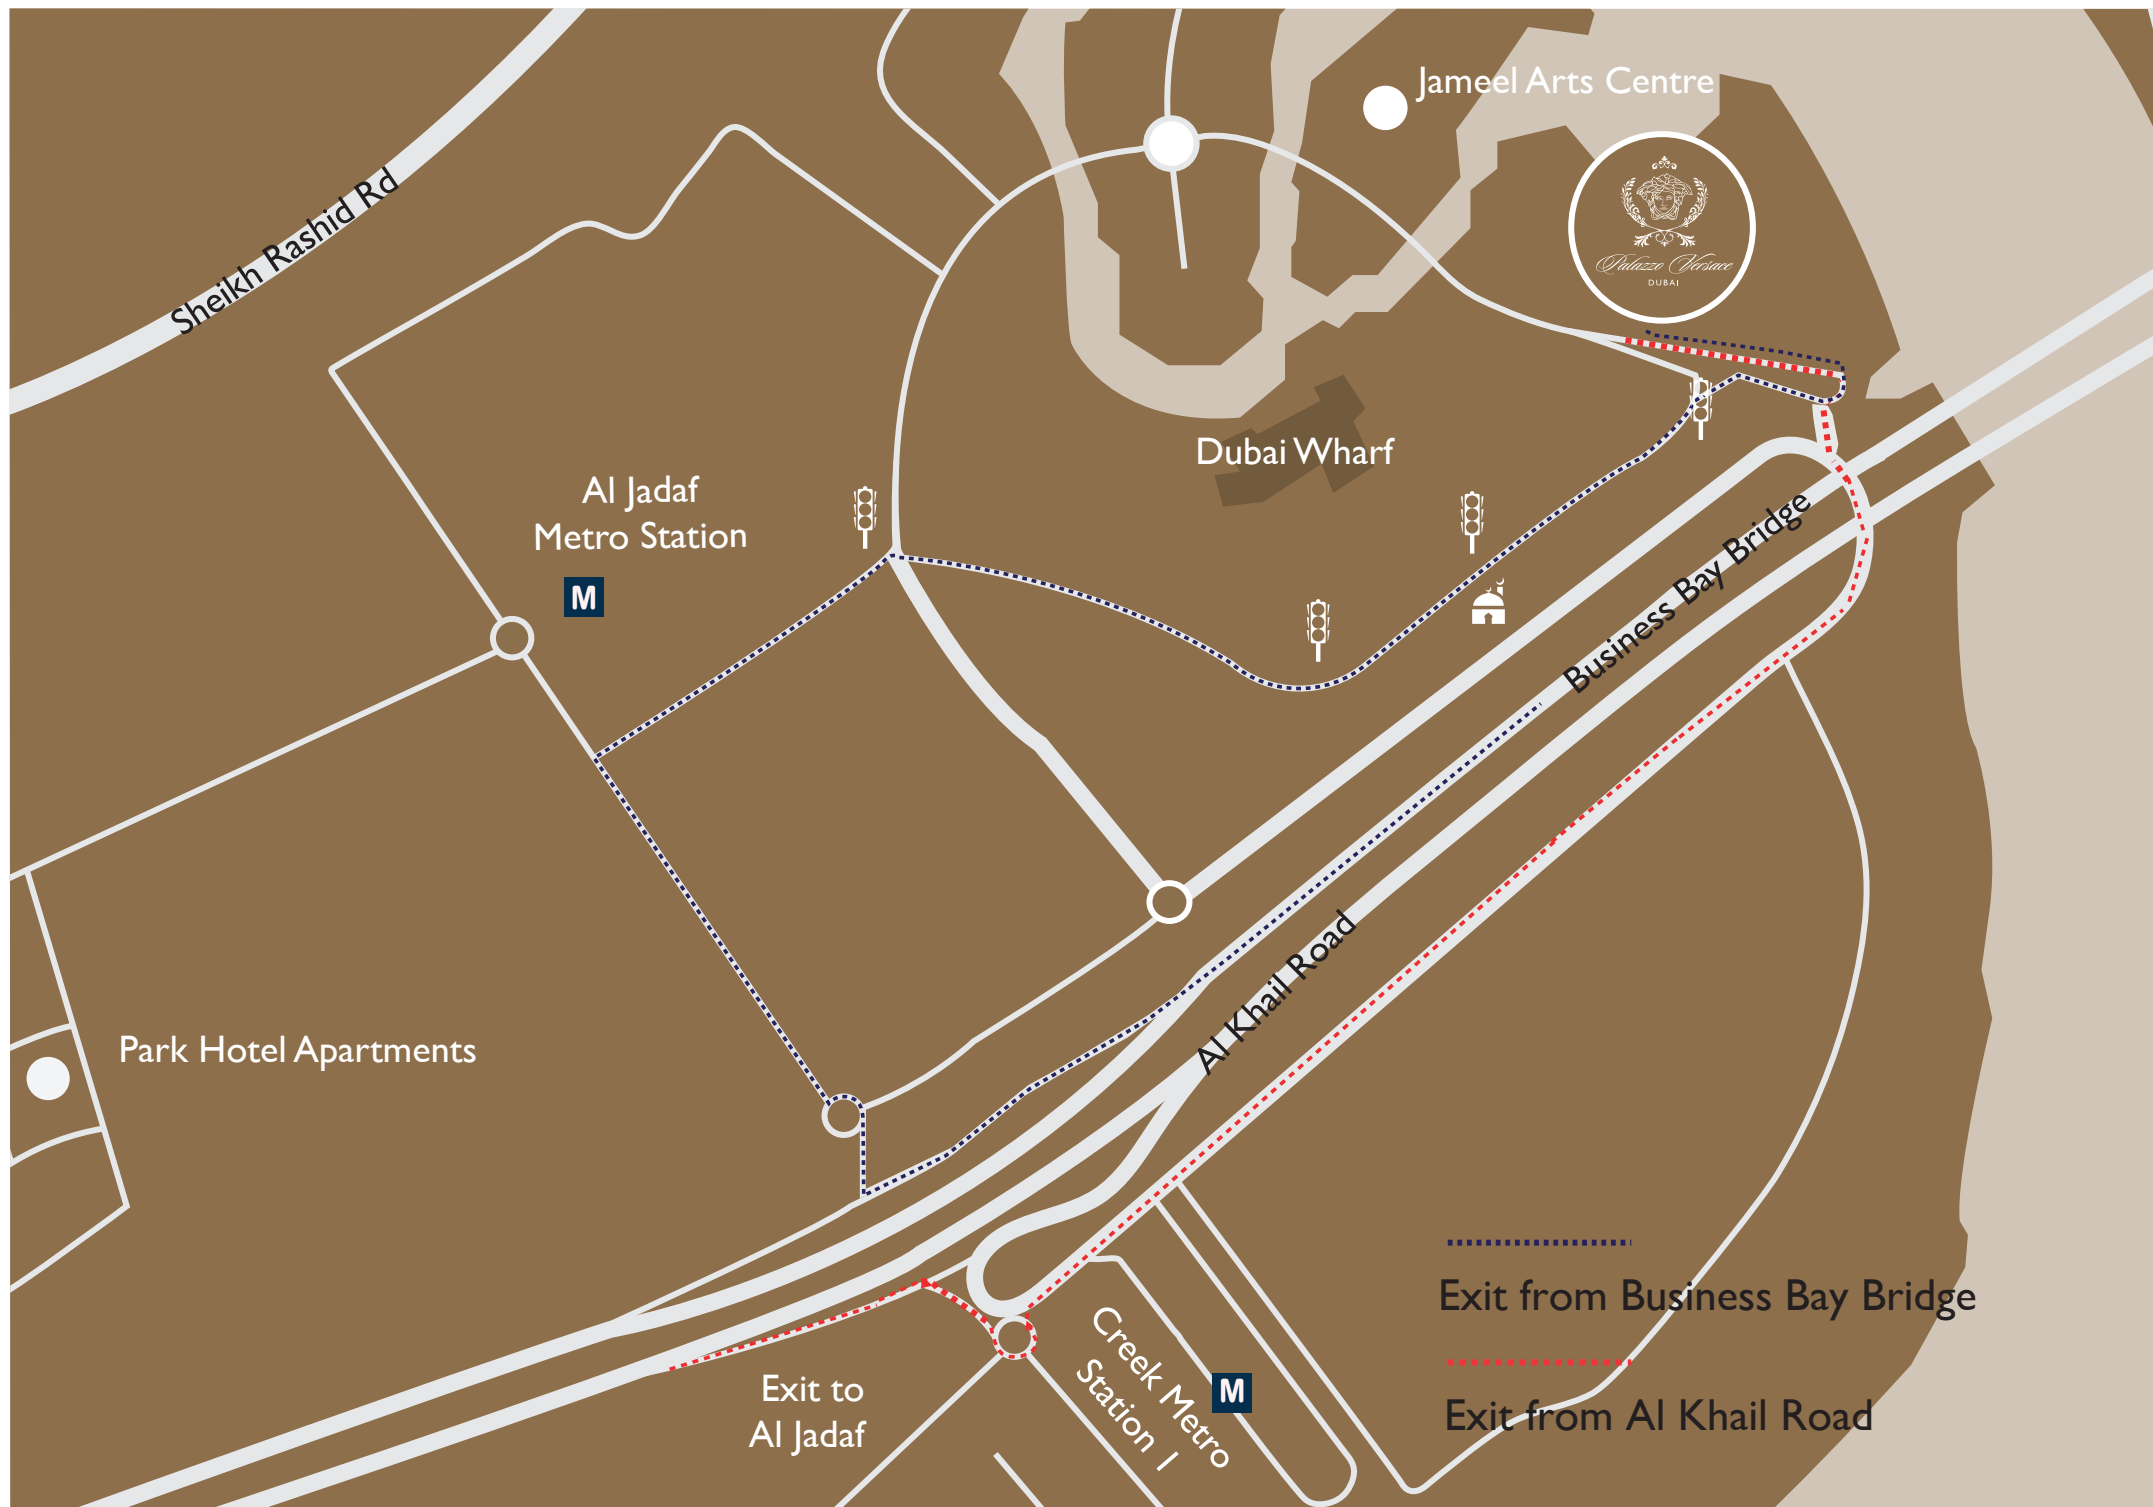 Jameel Arts Centre
Sheikh Rashid Rd
Palazzo Versace
DUBAI
Dubai Wharf
Al Jadaf
Metro Station
M
Business Bay Bridge
Al Khail Road
Park Hotel Apartments
Exit from Business Bay Bridge
Exit to
Al Jadaf
Creek Metro
Station 1
M
Exit from Al Khail Road